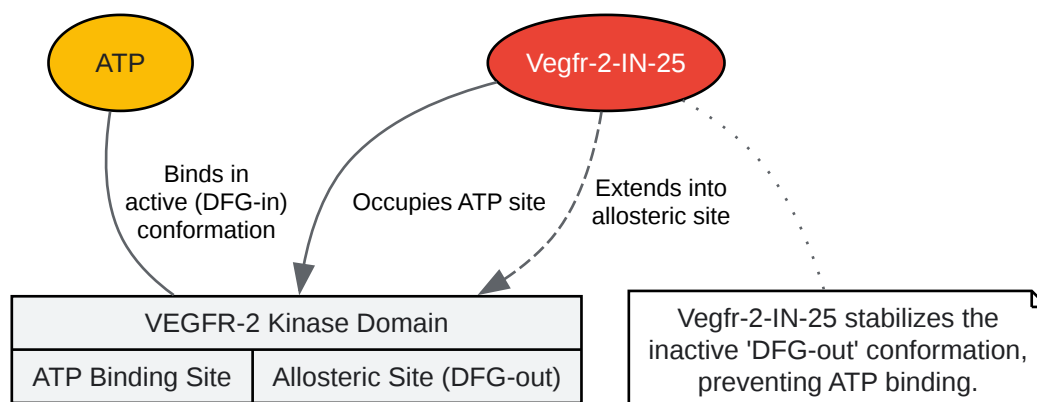 ATP
Vegfr-2-IN-25
Binds in
active (DFG-in)
conformation
Occupies ATP site
Extends into
allosteric site
VEGFR-2 Kinase Domain
ATP Binding Site
Allosteric Site (DFG-out)
Vegfr-2-IN-25 stabilizes the
inactive 'DFG-out' conformation,
preventing ATP binding.